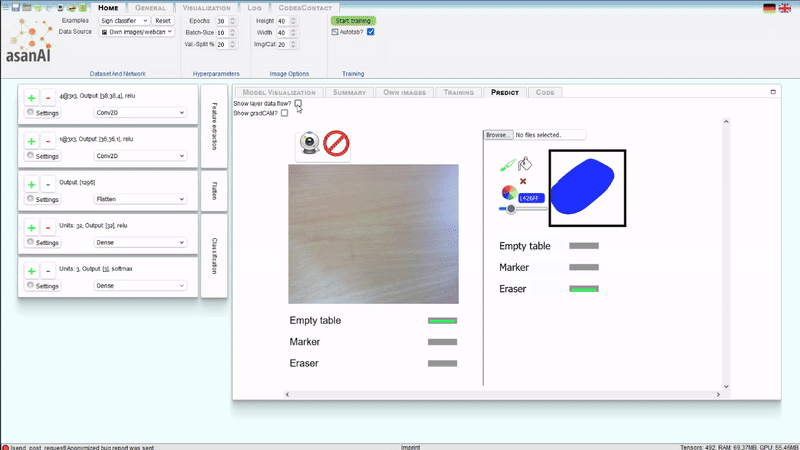 Home General Visualization Log Codes&Contact
Examples Sign classifier Reset
Data Source Own images/webcam
Dataset And Network
Epochs 30
Batch-Size 10
Val.-Split % 20
Hyperparameters
Height 40
Width 40
Img/Cat 20
Image Options
Start training
Autotab?
Training
asanAI
4@3x3, Output: [38,38,4], relu
Settings Conv2D
1@3x3, Output: [36,36,1], relu
Settings Conv2D
Feature extraction
Output: [1296]
Settings Flatten
Flatten
Units: 32, Output: [32], relu
Settings Dense
Units: 3, Output: [3], softmax
Settings Dense
Classification
Model Visualization Summary Own images Training Predict Code
Show layer data flow?
Show gradCAM?
Empty table
Marker
Eraser
Browse... No files selected.
1426ff
Empty table
Marker
Eraser
[send_post_request] Anonymized bug report was sent.
Imprint
Tensors: 492, RAM: 69.37MB, GPU: 55.46MB